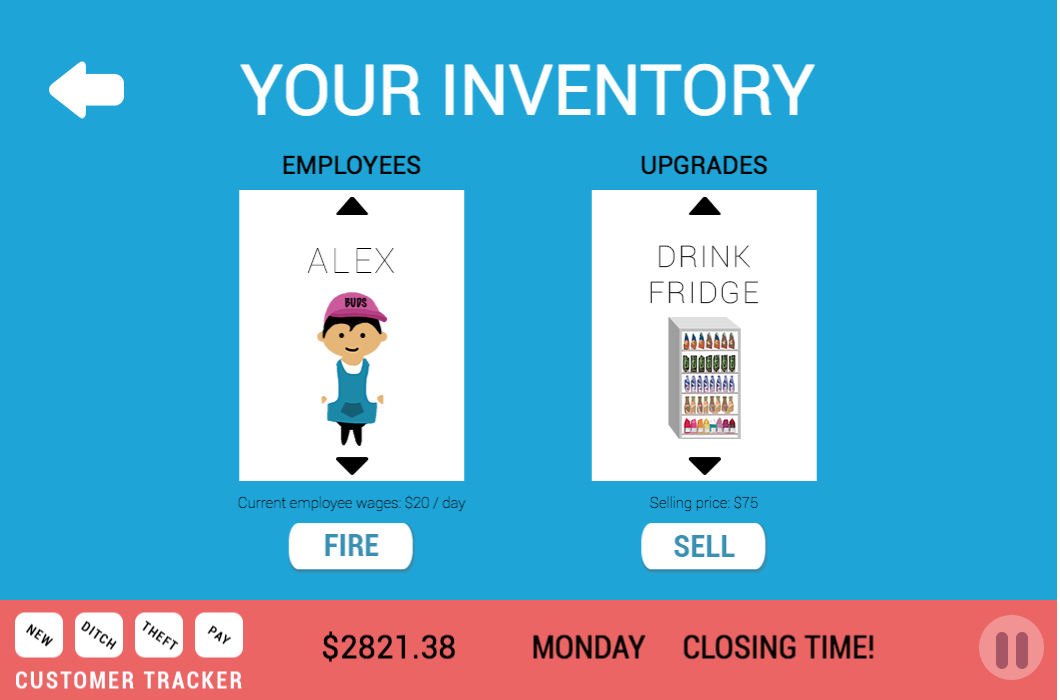 YOUR INVENTORY
EMPLOYEES
UPGRADES
ALEX
BUDS
DRINK
FRIDGE
Current employee wages: $20 / day
Selling price: $75
FIRE
SELL
NEW
DITCH
THEFT
PAY
CUSTOMER TRACKER
$2821.38
MONDAY
CLOSING TIME!